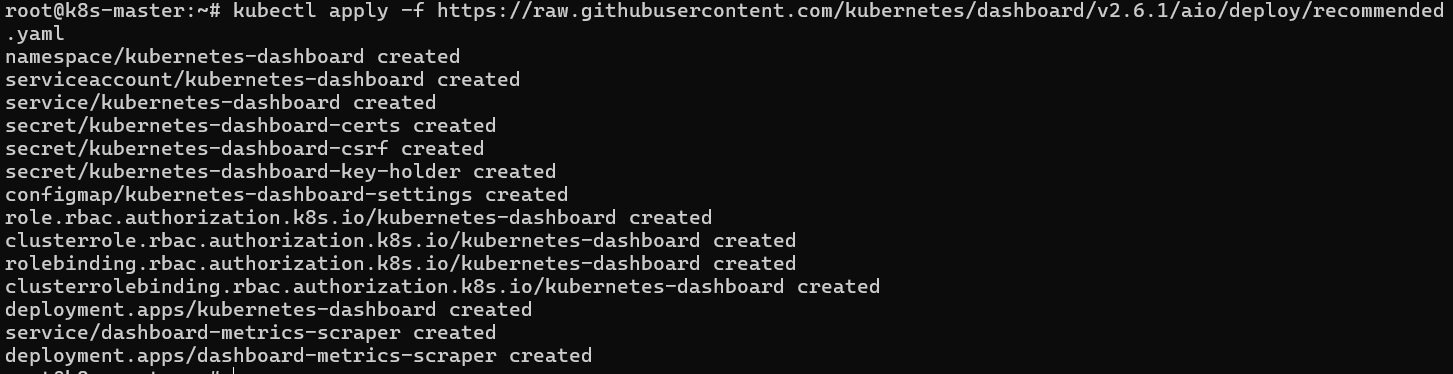 root@k8s-master:~# kubectl apply -f https://raw.githubusercontent.com/kubernetes/dashboard/v2.6.1/aio/deploy/recommended
.yaml
namespace/kubernetes-dashboard created
serviceaccount/kubernetes-dashboard created
service/kubernetes-dashboard created
secret/kubernetes-dashboard-certs created
secret/kubernetes-dashboard-csrf created
secret/kubernetes-dashboard-key-holder created
configmap/kubernetes-dashboard-settings created
role.rbac.authorization.k8s.io/kubernetes-dashboard created
clusterrole.rbac.authorization.k8s.io/kubernetes-dashboard created
rolebinding.rbac.authorization.k8s.io/kubernetes-dashboard created
clusterrolebinding.rbac.authorization.k8s.io/kubernetes-dashboard created
deployment.apps/kubernetes-dashboard created
service/dashboard-metrics-scraper created
deployment.apps/dashboard-metrics-scraper created